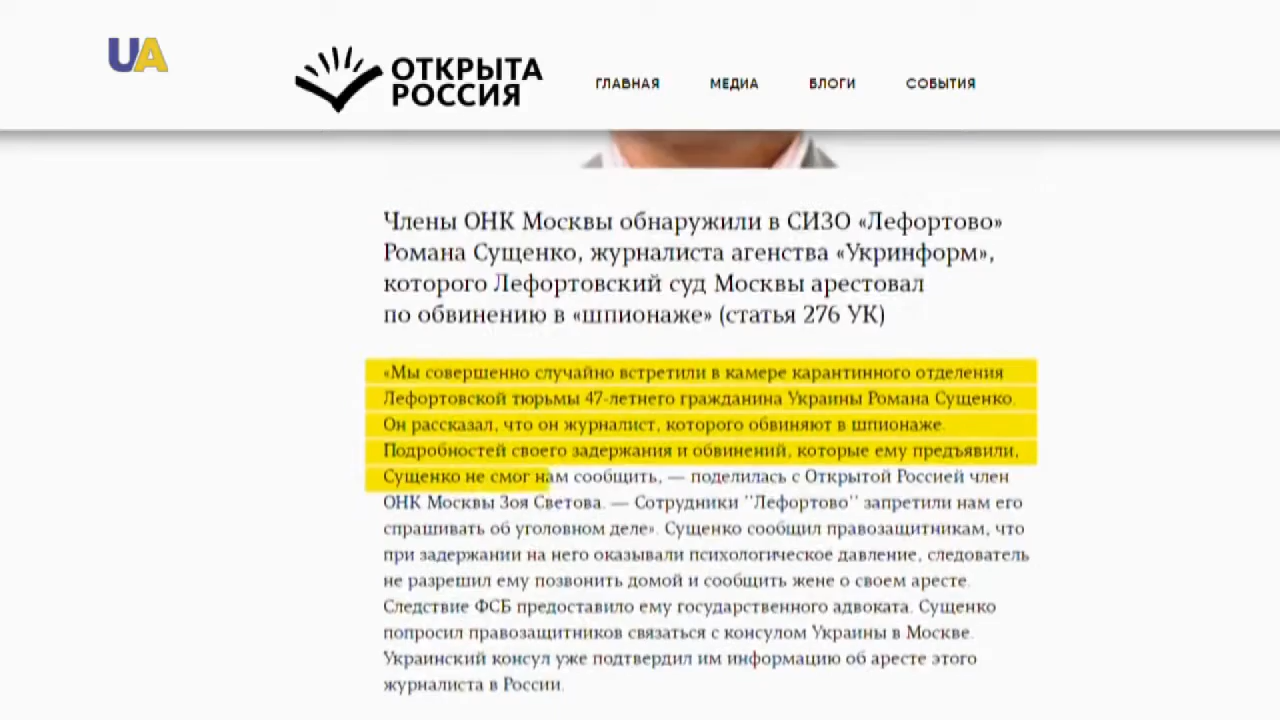 UA
ОТКРЫТА
РОССИЯ
ГЛАВНАЯ МЕДИА БЛОГИ СОБЫТИЯ
Члены ОНК Москвы обнаружили в СИЗО «Лефортово»
Романа Сущенко, журналиста агенства «Укринформ»,
которого Лефортовский суд Москвы арестовал
по обвинению в «шпионаже» (статья 276 УК)
«Мы совершенно случайно встретили в камере карантинного отделения
Лефортовской тюрьмы 47-летнего гражданина Украины Романа Сущенко.
Он рассказал, что он журналист, которого обвиняют в шпионаже.
Подробностей своего задержания и обвинений, которые ему предъявили,
Сущенко не смог нам сообщить, — поделилась с Открытой Россией член
ОНК Москвы Зоя Светова. — Сотрудники ''Лефортово'' запретили нам его
спрашивать об уголовном деле». Сущенко сообщил правозащитникам, что
при задержании на него оказывали психологическое давление, следователь
не разрешил ему позвонить домой и сообщить жене о своем аресте.
Следствие ФСБ предоставило ему государственного адвоката. Сущенко
попросил правозащитников связаться с консулом Украины в Москве.
Украинский консул уже подтвердил им информацию об аресте этого
журналиста в России.